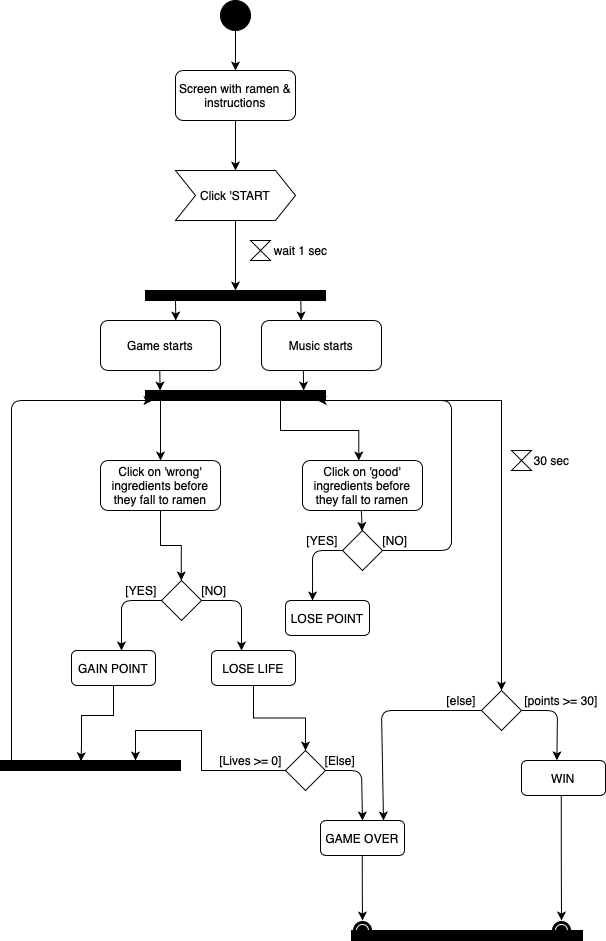 Screen with ramen &
instructions
Click 'START
wait 1 sec
Game starts
Music starts
Click on 'wrong'
ingredients before
they fall to ramen
Click on 'good'
ingredients before
they fall to ramen
30 sec
[YES]
[NO]
[YES]
[NO]
LOSE POINT
GAIN POINT
LOSE LIFE
[else]
[points >= 30]
[Lives >= 0]
[Else]
WIN
GAME OVER